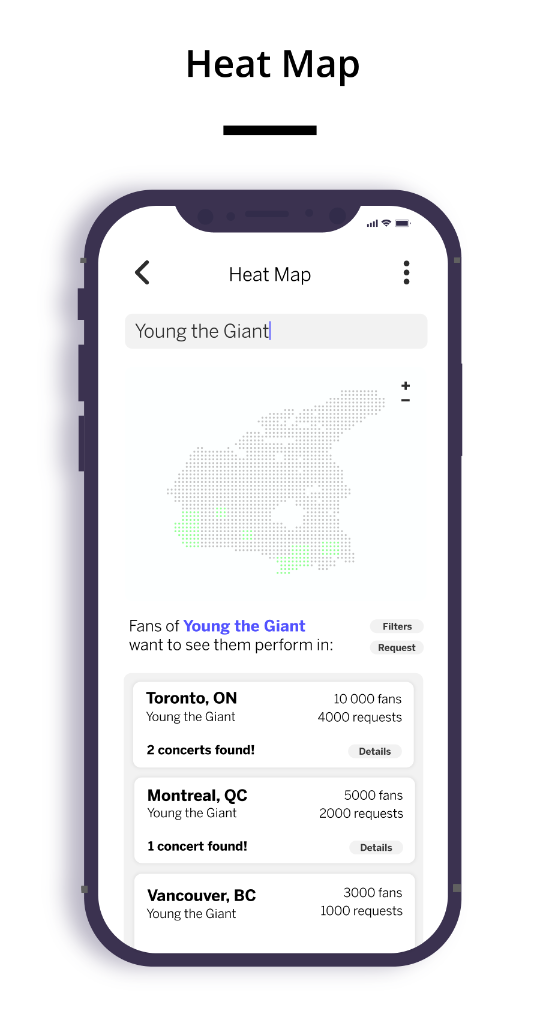 Heat Map
Heat Map
Young the Giant
+
−
Fans of Young the Giant
want to see them perform in:
Filters
Request
Toronto, ON
10 000 fans
Young the Giant
4000 requests
2 concerts found!
Details
Montreal, QC
5000 fans
Young the Giant
2000 requests
1 concert found!
Details
Vancouver, BC
3000 fans
Young the Giant
1000 requests